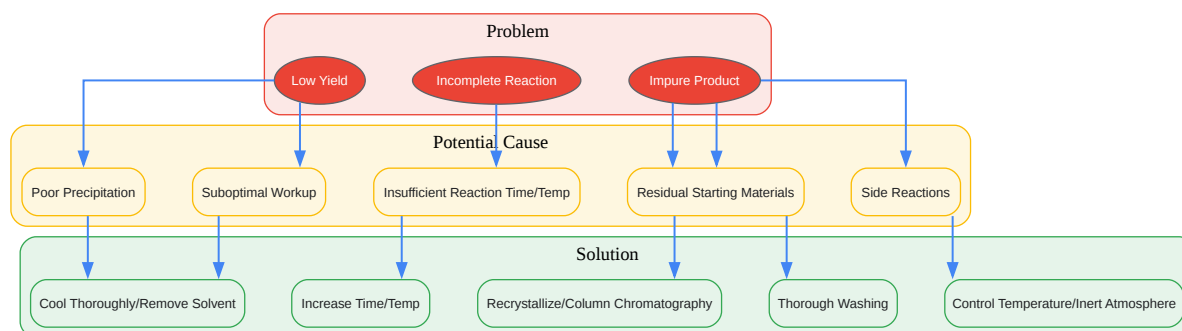 Problem
Low Yield
Incomplete Reaction
Impure Product
Potential Cause
Poor Precipitation
Suboptimal Workup
Insufficient Reaction Time/Temp
Residual Starting Materials
Side Reactions
Solution
Cool Thoroughly/Remove Solvent
Increase Time/Temp
Recrystallize/Column Chromatography
Thorough Washing
Control Temperature/Inert Atmosphere